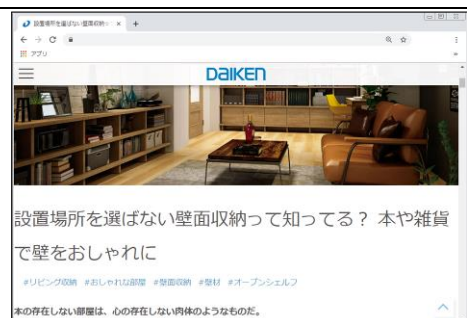 設置場所を選ばない壁面収納っ
アプリ
DAIKEN
設置場所を選ばない壁面収納って知ってる? 本や雑貨
で壁をおしゃれに
#リビング収納 #おしゃれな部屋 #壁面収納 #壁材 #オープンシェルフ
本の存在しない部屋は、心の存在しない肉体のようなものだ。